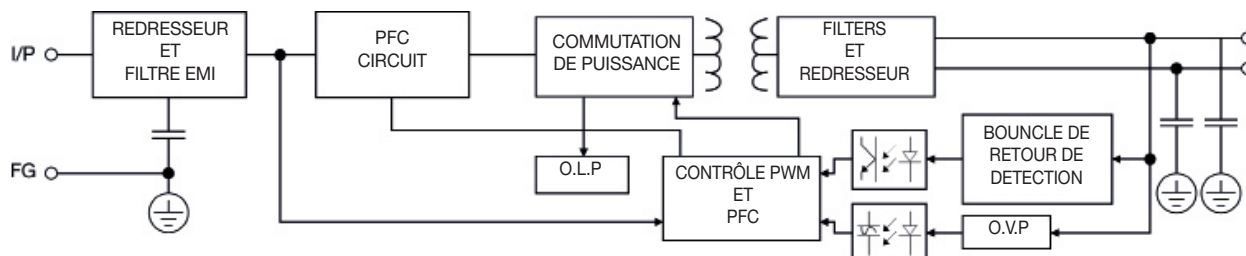 I/P
REDRESSEUR
ET
FILTRE EMI
PFC
CIRCUIT
COMMUTATION
DE PUISSANCE
FILTERS
ET
REDRESSEUR
FG
O.L.P
CONTRÔLE PWM
ET
PFC
BOUNCLE DE
RETOUR DE
DETECTION
O.V.P